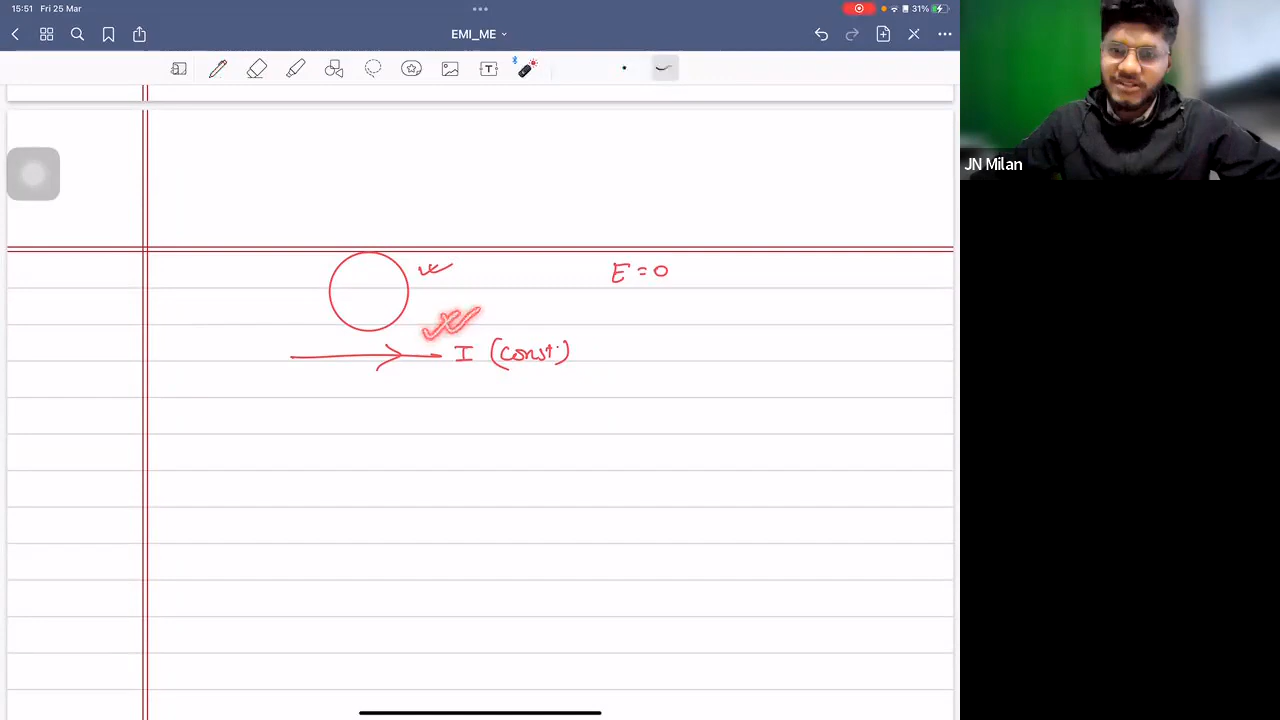 15:51 Fri 25 Mar
31%
EMI_ME
JN Milan
E = 0
I (const.)